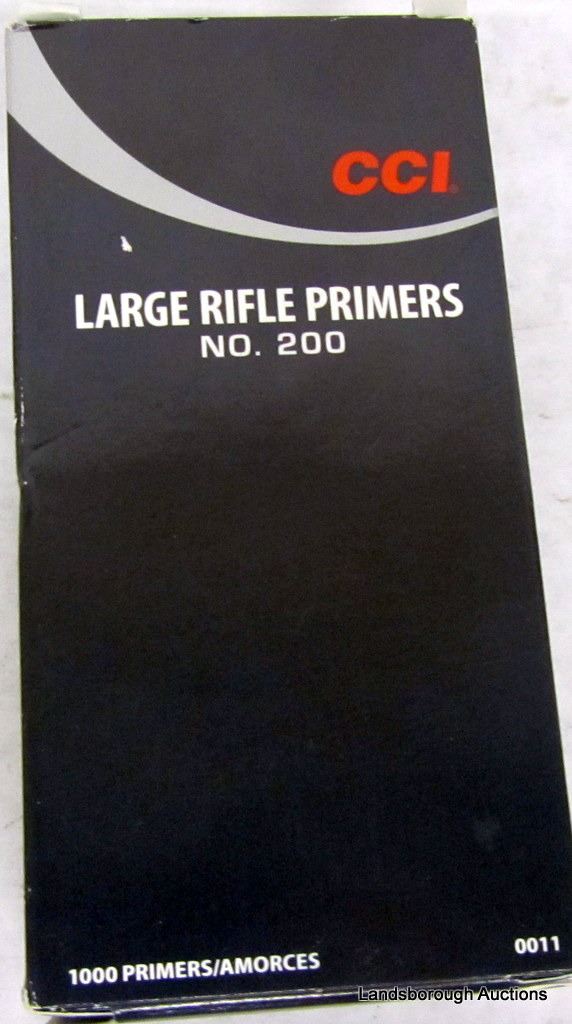 CCI
LARGE RIFLE PRIMERS
NO. 200
1000 PRIMERS/AMORCES
0011
Landsborough Auctions